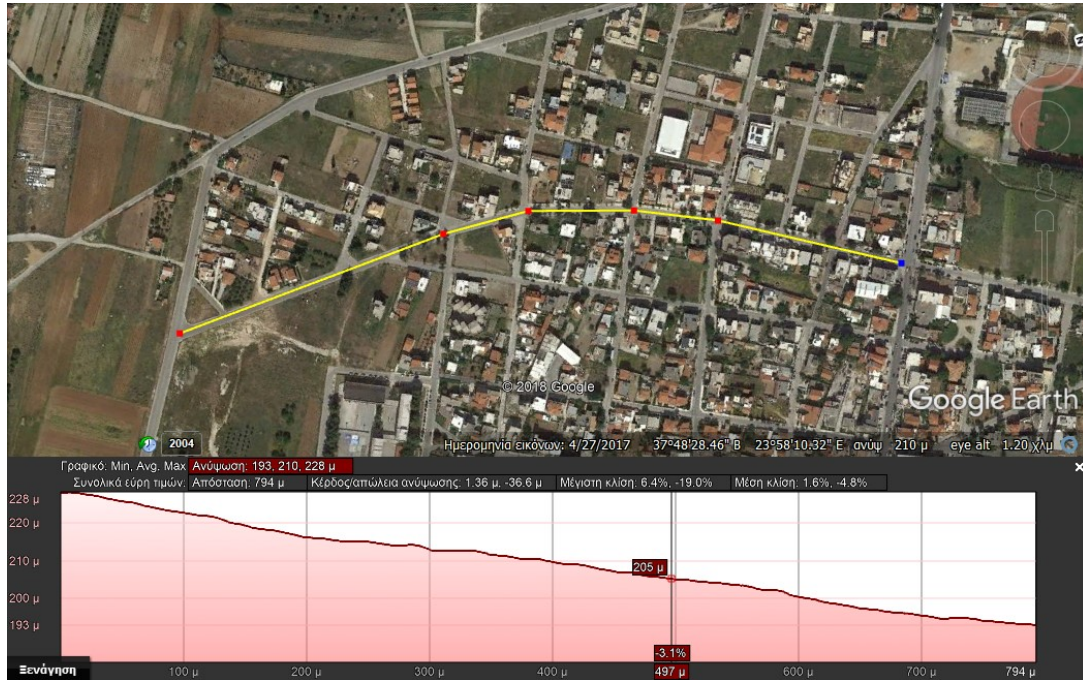 © 2018 Google
Google Earth
2004
Ημερομηνία εικόνων: 4/27/2017 37°48'28.46" Β 23°58'10.32" Ε ανύψ 210 μ eye alt 1.20 χλμ
Γραφικό: Min, Avg. Max Ανύψωση: 193, 210, 228 μ
Συνολικά εύρη τιμών: Απόσταση: 794 μ Κέρδος/απώλεια ανύψωσης: 1.36 μ, -36.6 μ Μέγιστη κλίση: 6.4%, -19.0% Μέση κλίση: 1.6%, -4.8%
228 μ
220 μ
210 μ
205 μ
200 μ
193 μ
-3.1%
Ξενάγηση 100 μ 200 μ 300 μ 400 μ 497 μ 600 μ 700 μ 794 μ